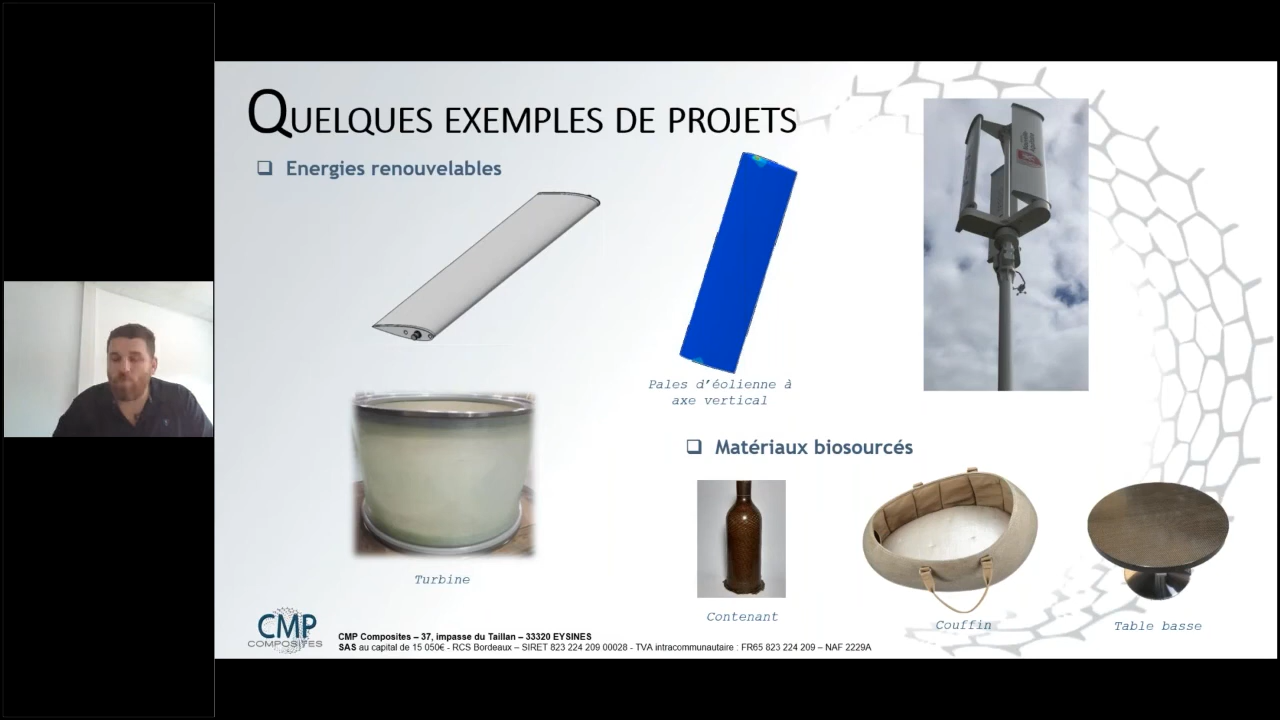 QUELQUES EXEMPLES DE PROJETS
Energies renouvelables
Pales d’éolienne à
axe vertical
Matériaux biosourcés
Turbine
Contenant
Couffin
Table basse
CMP
COMPOSITES
CMP Composites – 37, impasse du Taillan – 33320 EYSINES
SAS au capital de 15 050€ - RCS Bordeaux – SIRET 823 224 209 00028 - TVA intracommunautaire : FR65 823 224 209 – NAF 2229A